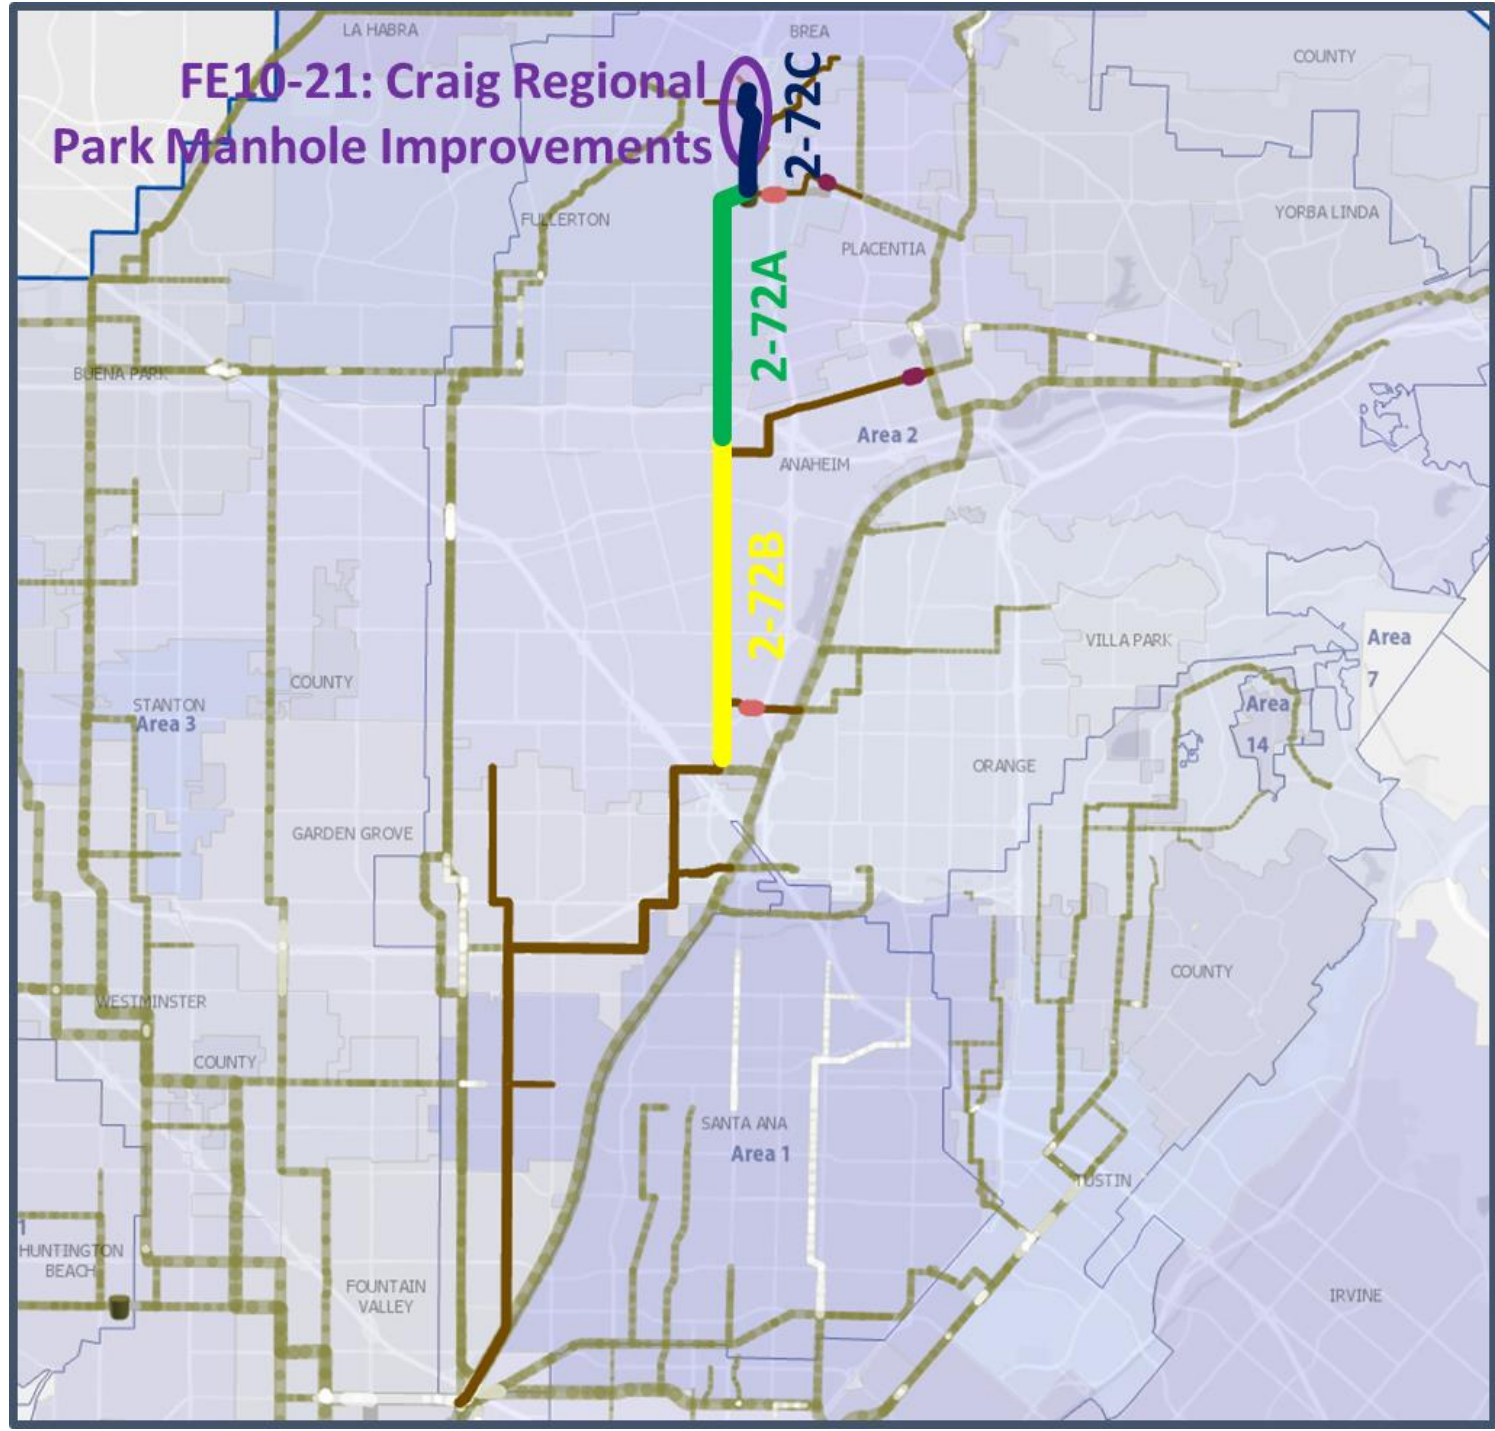 LA HABRA
BREA
COUNTY
FE10-21: Craig Regional
Park Manhole Improvements
2-72C
FULLERTON
PLACENTIA
YORBA LINDA
2-72A
BUENA PARK
Area 2
ANAHEIM
2-72B
VILLA PARK
Area
7
COUNTY
STANTON
Area 3
Area
14
ORANGE
GARDEN GROVE
COUNTY
WESTMINSTER
COUNTY
SANTA ANA
Area 1
TUSTIN
1
HUNTINGTON
BEACH
FOUNTAIN
VALLEY
IRVINE